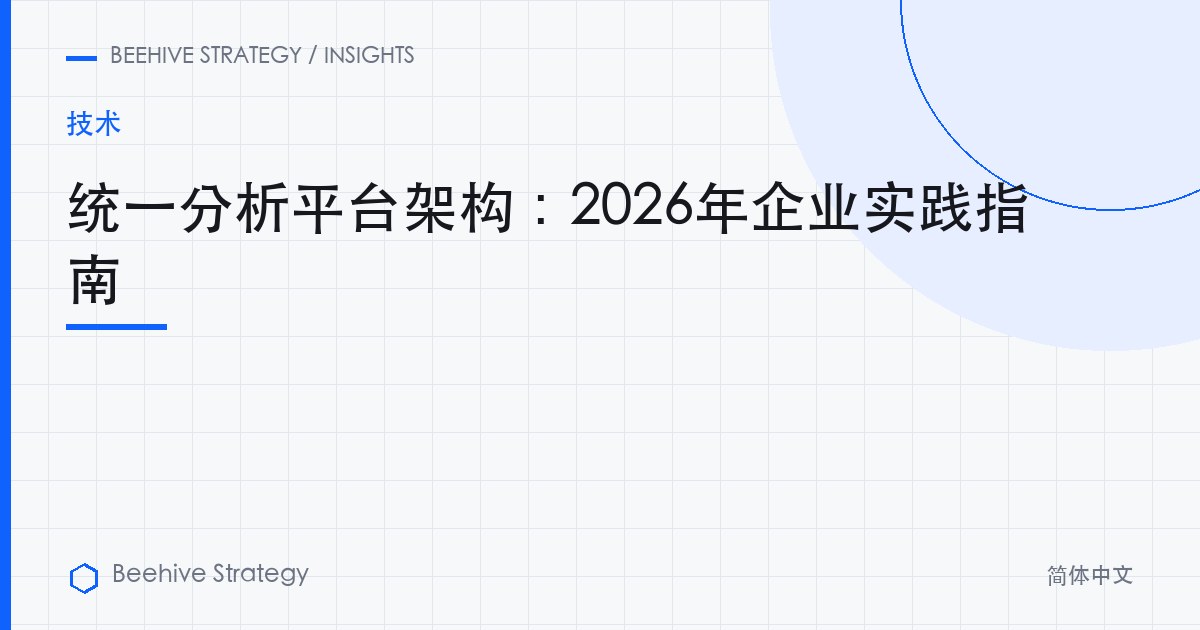 BEEHIVE STRATEGY / INSIGHTS
技术
统一分析平台架构：2026年企业实践指
南
Beehive Strategy
简体中文